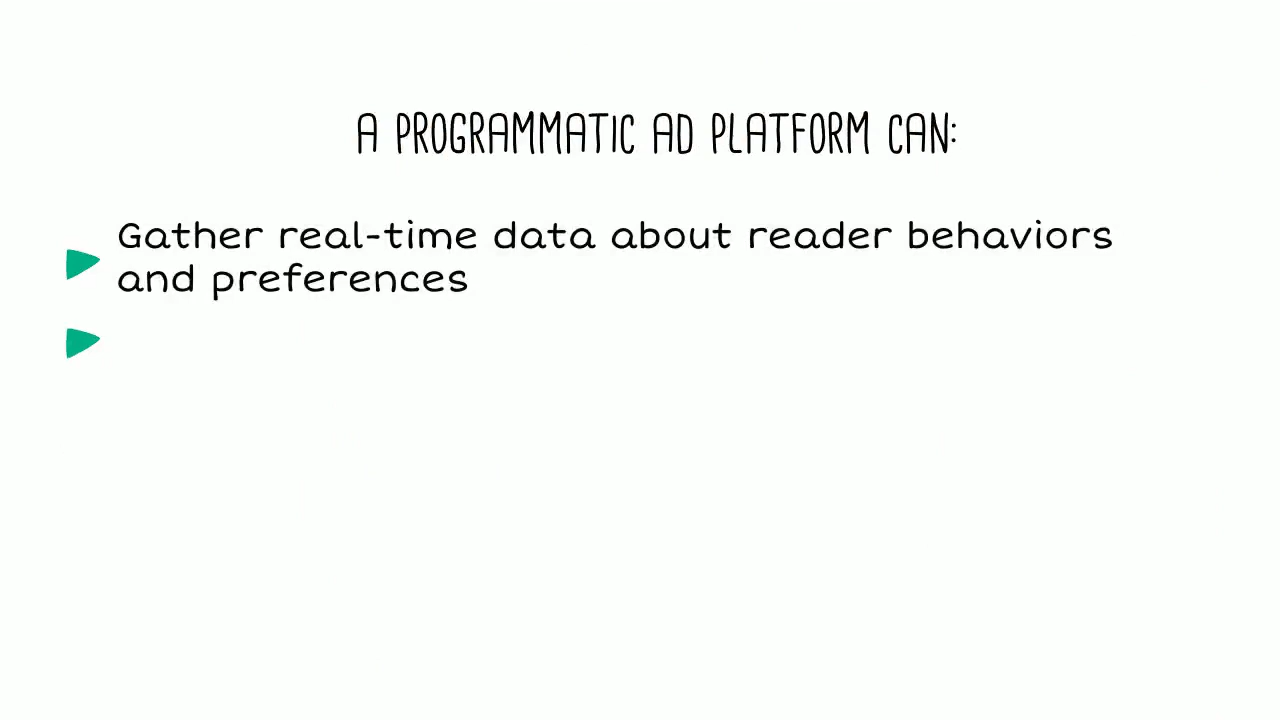 A PROGRAMMATIC AD PLATFORM CAN:
Gather real-time data about reader behaviors
and preferences